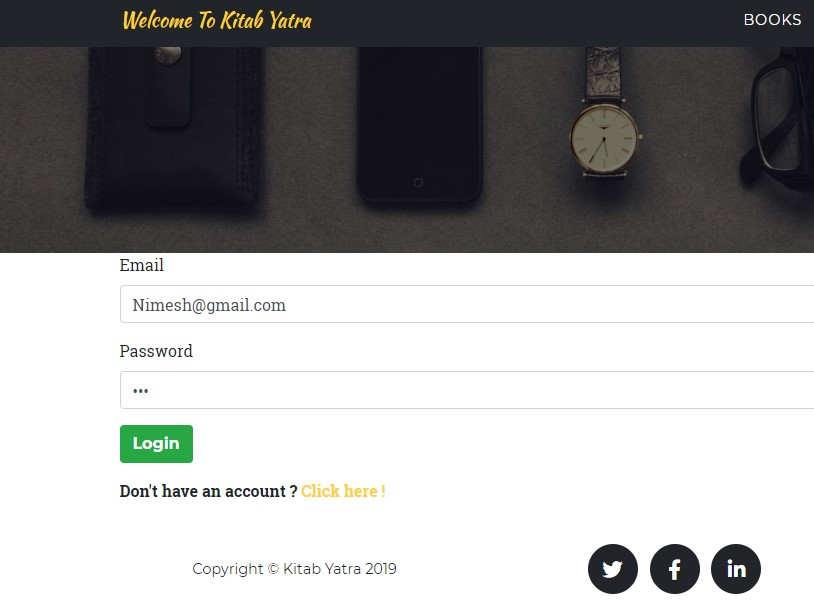 Welcome To Kitab Yatra
BOOKS
Email
Nimesh@gmail.com
Password
•••
Login
Don't have an account ? Click here !
Copyright © Kitab Yatra 2019